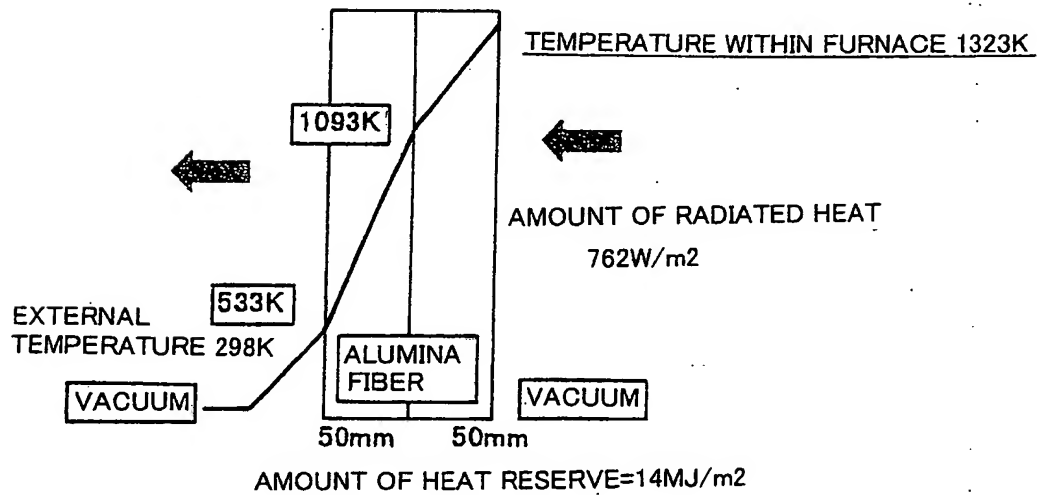 TEMPERATURE WITHIN FURNACE 1323K
1093K
AMOUNT OF RADIATED HEAT
762W/m2
533K
EXTERNAL
TEMPERATURE 298K
ALUMINA
FIBER
VACUUM
VACUUM
50mm 50mm
AMOUNT OF HEAT RESERVE=14MJ/m2